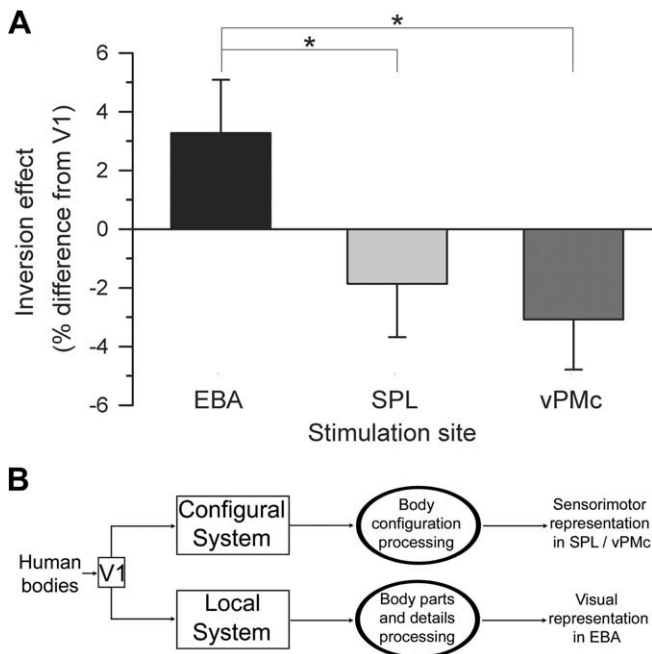 A
*
*
6
4
2
0
-2
-4
-6
Inversion effect
(% difference from V1)
EBA
SPL
vPMc
Stimulation site
B
Human
bodies
V1
Configural
System
Body
configuration
processing
Sensorimotor
representation
in SPL / vPMc
Local
System
Body parts
and details
processing
Visual
representation
in EBA